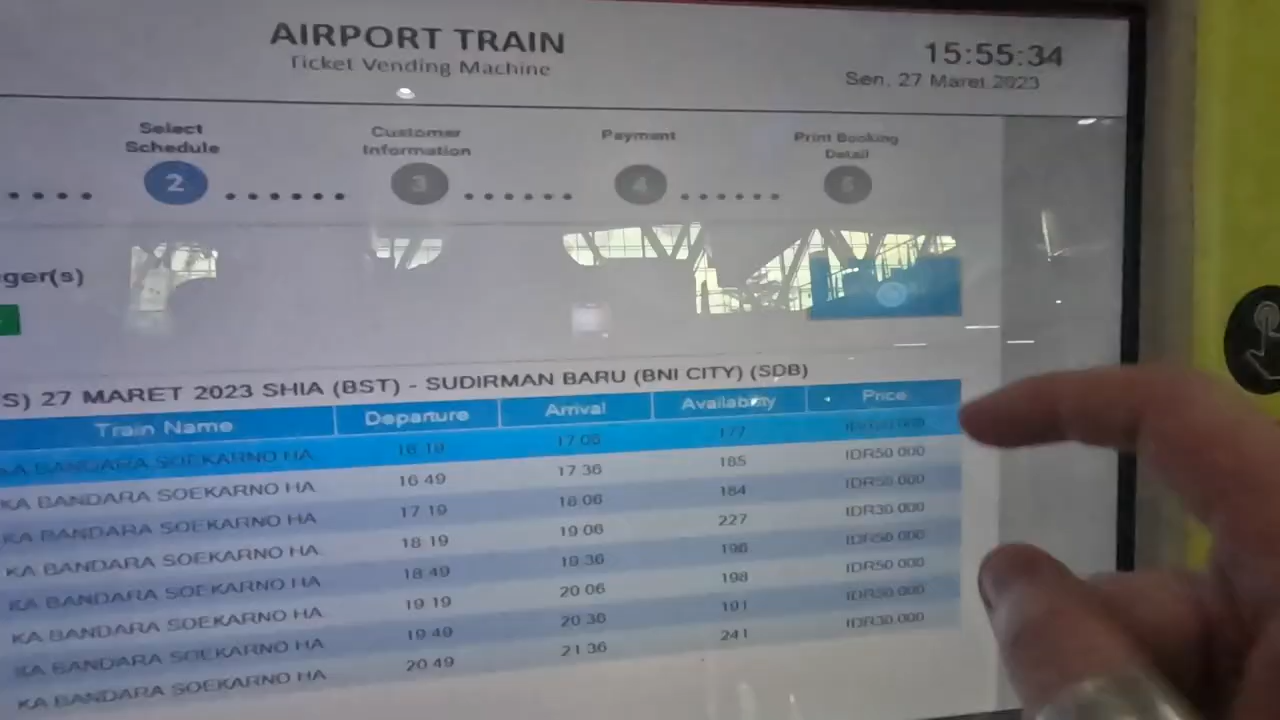 AIRPORT TRAIN
Ticket Vending Machine
15:55:34
Sen, 27 Maret 2023
Select Schedule
Customer Information
Payment
Print Booking Detail
2
3
4
5
ger(s)
S) 27 MARET 2023 SHIA (BST) - SUDIRMAN BARU (BNI CITY) (SDB)
Train Name Departure Arrival Availability Price
KA BANDARA SOEKARNO HA 16 19 17 06 177
KA BANDARA SOEKARNO HA 16 49 17 36 185 IDR50.000
KA BANDARA SOEKARNO HA 17 19 18 06 184 IDR50.000
KA BANDARA SOEKARNO HA 18 19 19 06 227 IDR30.000
KA BANDARA SOEKARNO HA 18 49 19 36 196 IDR50.000
KA BANDARA SOEKARNO HA 19 19 20 06 198 IDR50.000
KA BANDARA SOEKARNO HA 19 49 20 36 191
KA BANDARA SOEKARNO HA 20 49 21 36 241 IDR30.000